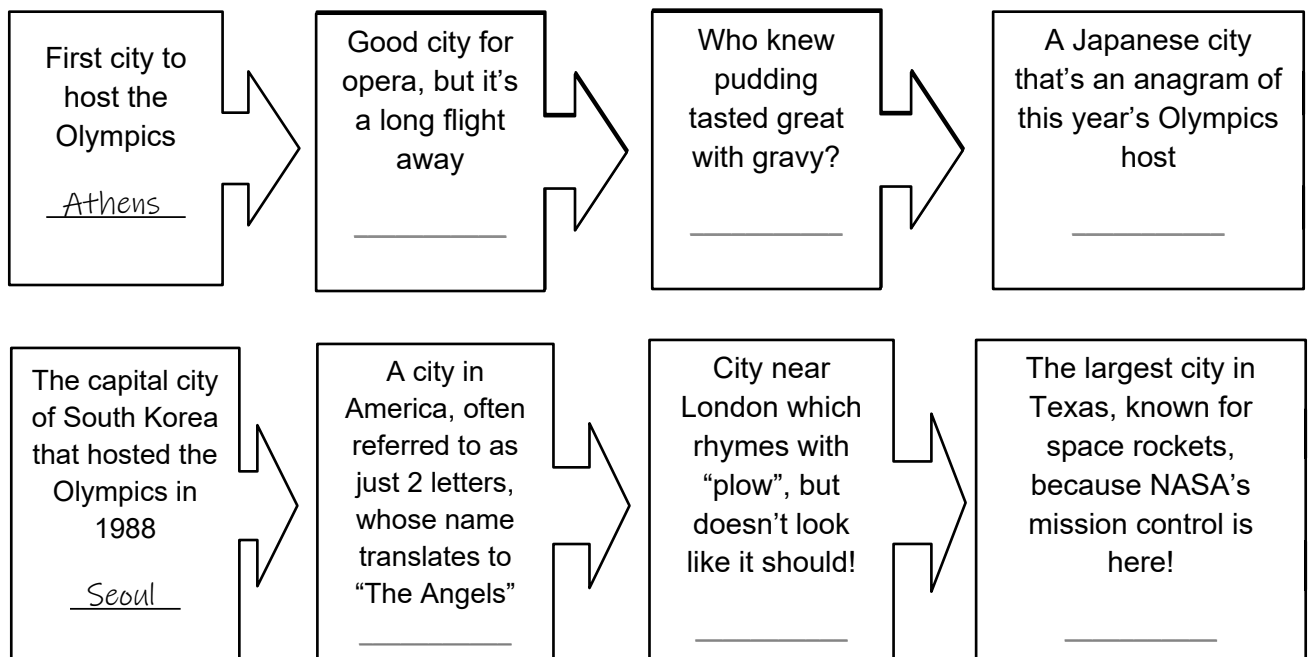 First city to
host the
Olympics
Athens
Good city for
opera, but it’s
a long flight
away
Who knew
pudding
tasted great
with gravy?
A Japanese city
that’s an anagram of
this year’s Olympics
host
The capital city
of South Korea
that hosted the
Olympics in
1988
Seoul
A city in
America, often
referred to as
just 2 letters,
whose name
translates to
“The Angels”
City near
London which
rhymes with
“plow”, but
doesn’t look
like it should!
The largest city in
Texas, known for
space rockets,
because NASA’s
mission control is
here!